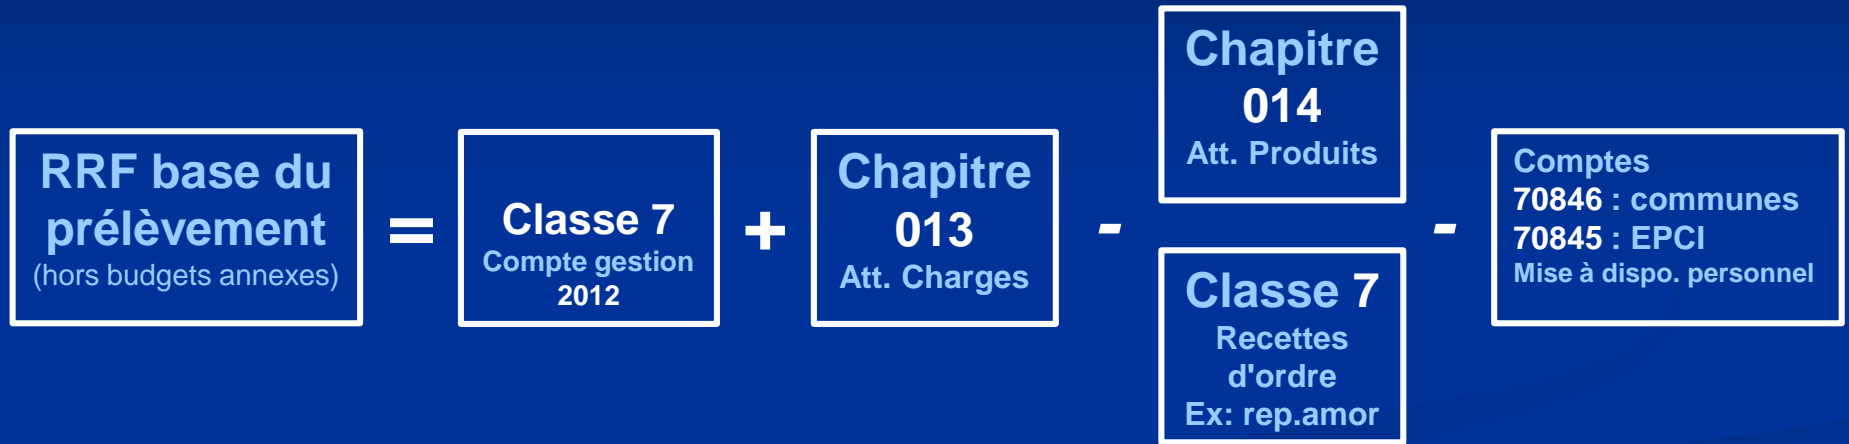 RRF base du
prélèvement
(hors budgets annexes)
=
Classe 7
Compte gestion
2012
+
Chapitre
013
Att. Charges
-
Chapitre
014
Att. Produits
Classe 7
Recettes
d'ordre
Ex: rep.amor
-
Comptes
70846 : communes
70845 : EPCI
Mise à dispo. personnel